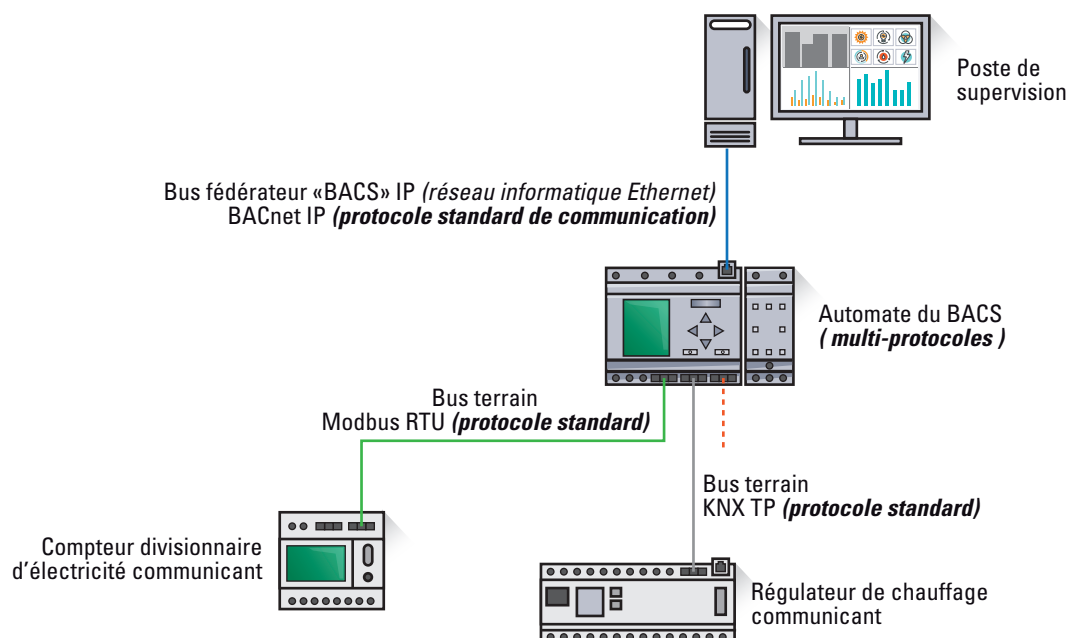 Poste de
supervision
Bus fédérateur «BACS» IP (réseau informatique Ethernet)
BACnet IP (protocole standard de communication)
Automate du BACS
( multi-protocoles )
Bus terrain
Modbus RTU (protocole standard)
Bus terrain
KNX TP (protocole standard)
Compteur divisionnaire
d'électricité communicant
Régulateur de chauffage
communicant